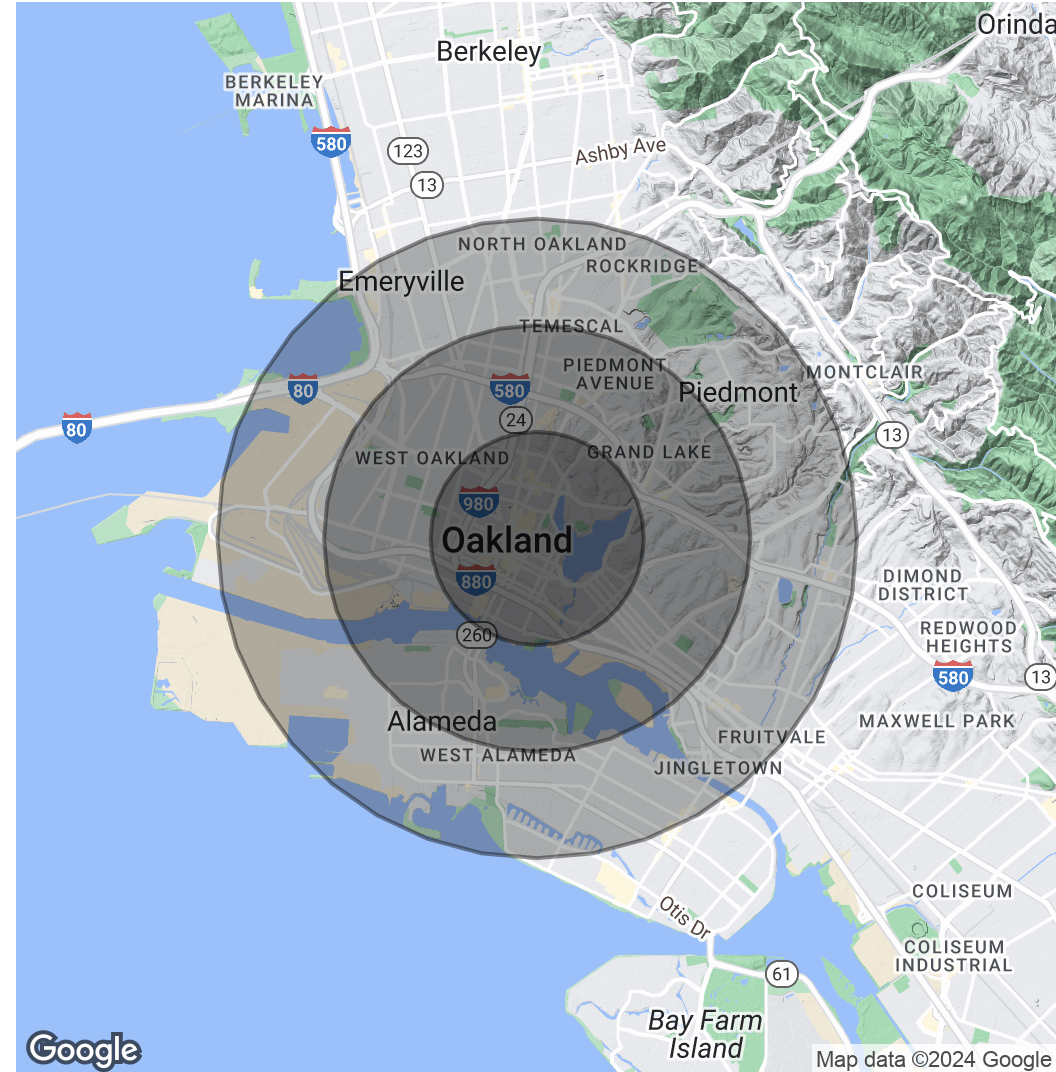 Orinda
Berkeley
BERKELEY
MARINA
580
123
Ashby Ave
13
NORTH OAKLAND
ROCKRIDGE
Emeryville
TEMESCAL
PIEDMONT
AVENUE
MONTCLAIR
80
580
Piedmont
80
24
13
WEST OAKLAND
GRAND LAKE
980
Oakland
880
DIMOND
DISTRICT
260
REDWOOD
HEIGHTS
580
13
Alameda
MAXWELL PARK
FRUITVALE
WEST ALAMEDA
JINGLETOWN
COLISEUM
Otis Dr
COLISEUM
INDUSTRIAL
61
Bay Farm
Island
Google
Map data ©2024 Google